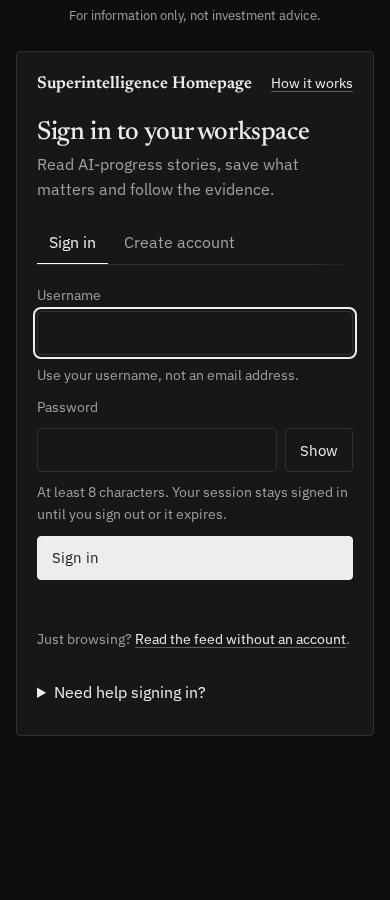 For information only, not investment advice.
Superintelligence Homepage How it works
Sign in to your workspace
Read AI-progress stories, save what
matters and follow the evidence.
Sign in Create account
Username
Use your username, not an email address.
Password
Show
At least 8 characters. Your session stays signed in
until you sign out or it expires.
Sign in
Just browsing? Read the feed without an account.
Need help signing in?